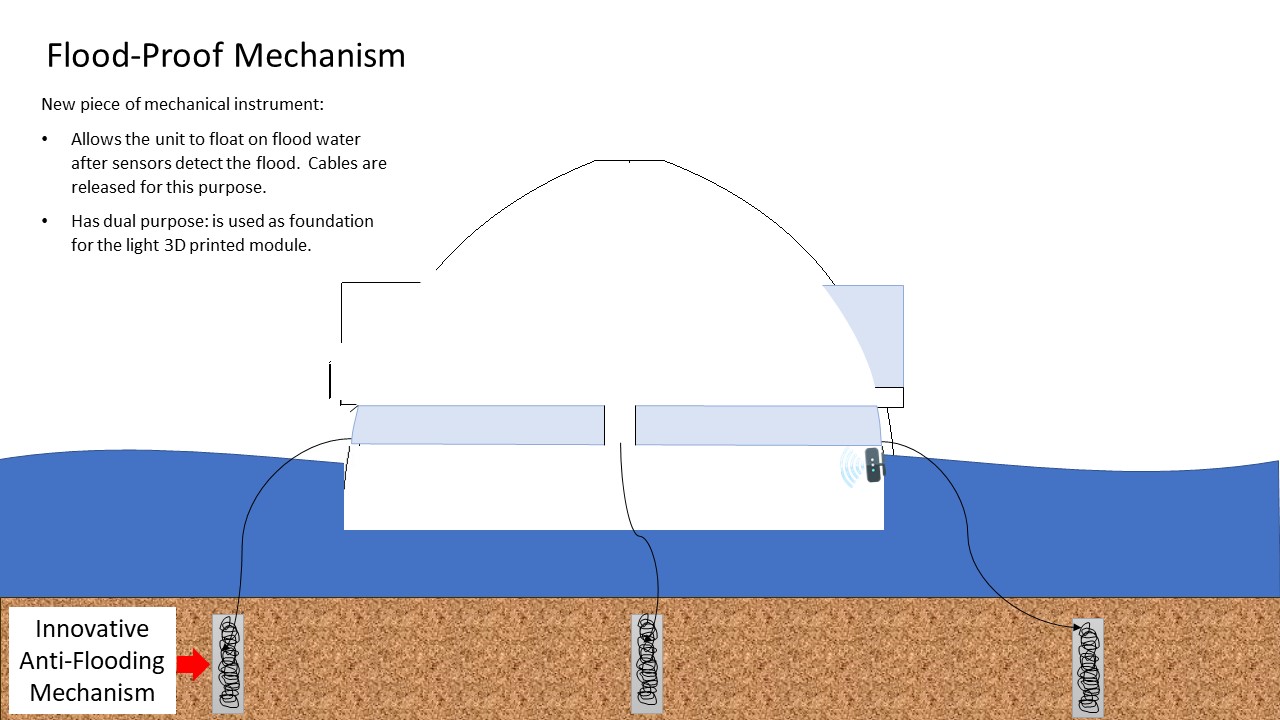 Flood-Proof Mechanism
New piece of mechanical instrument:
• Allows the unit to float on flood water
after sensors detect the flood.  Cables are
released for this purpose.
• Has dual purpose: is used as foundation
for the light 3D printed module.
Innovative
Anti-Flooding
Mechanism